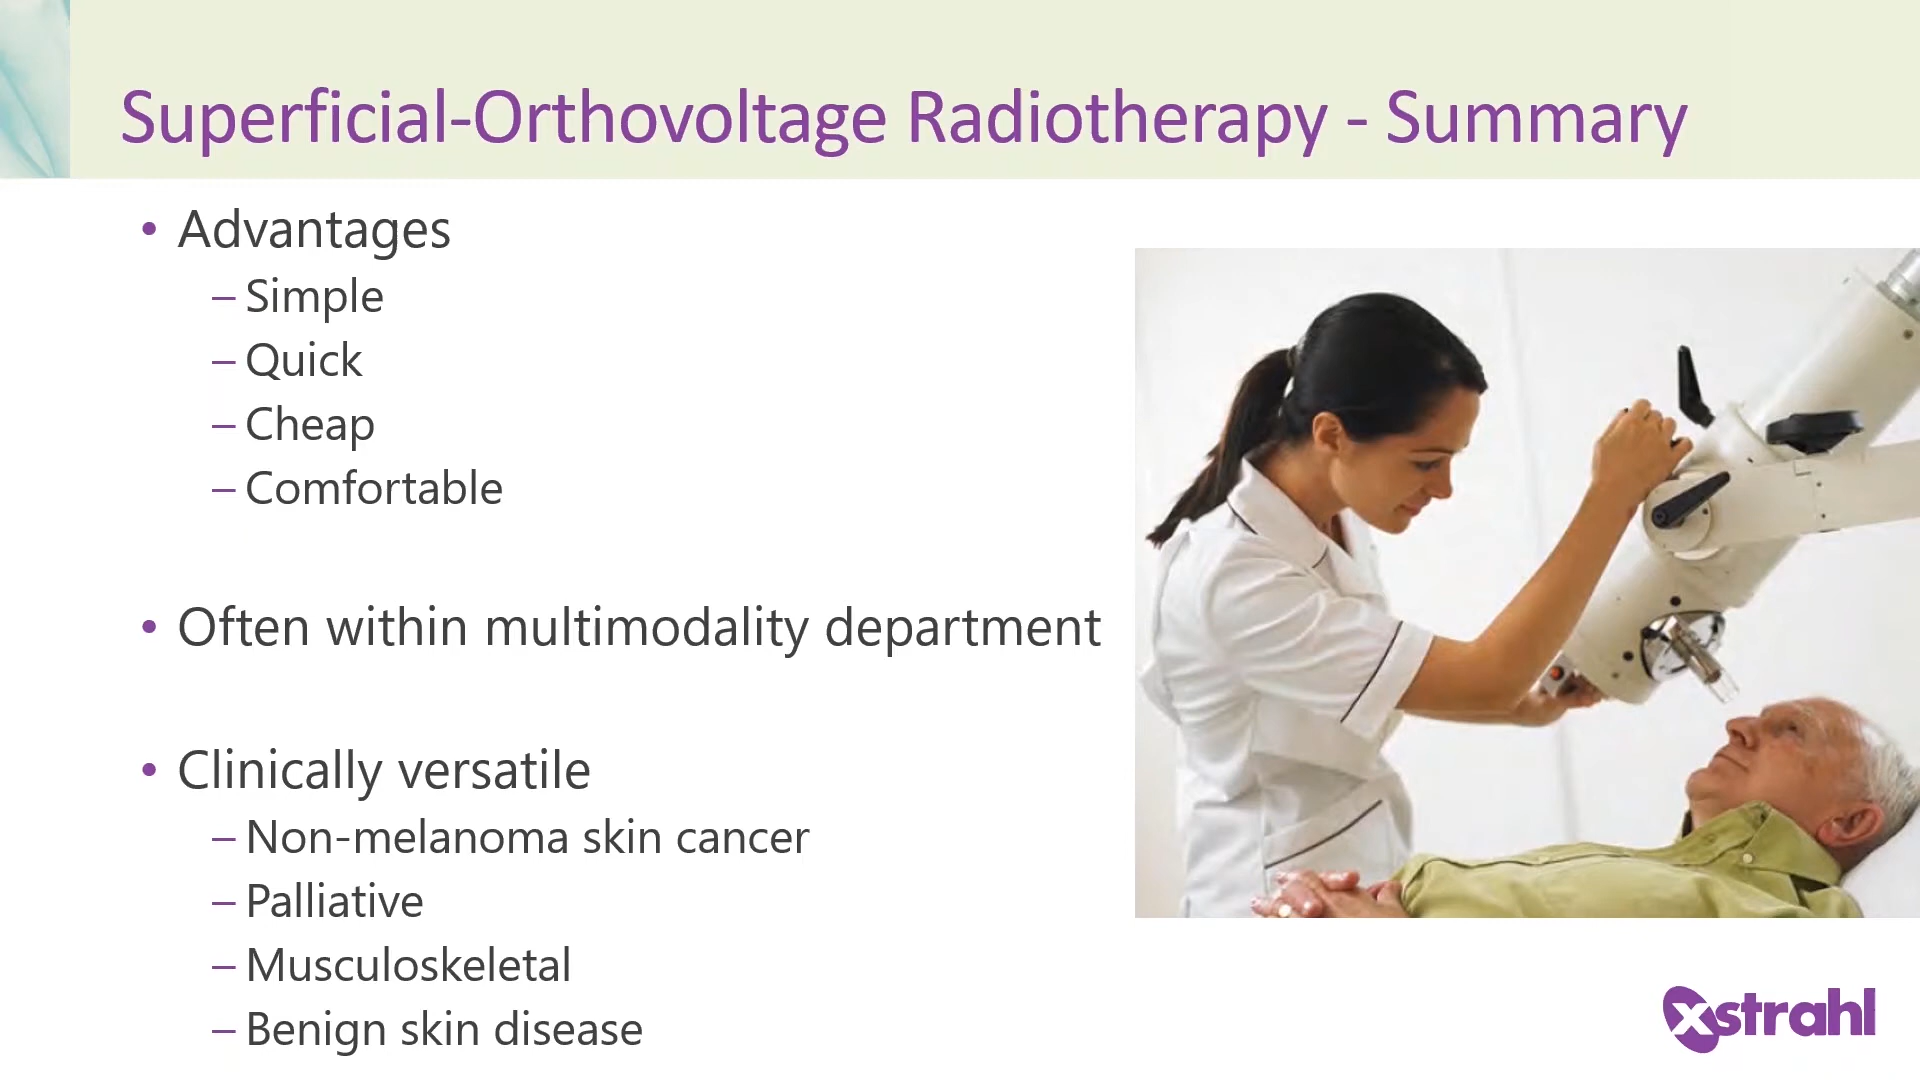 Superficial-Orthovoltage Radiotherapy - Summary
• Advantages
– Simple
– Quick
– Cheap
– Comfortable
• Often within multimodality department
• Clinically versatile
– Non-melanoma skin cancer
– Palliative
– Musculoskeletal
– Benign skin disease
xstrahl